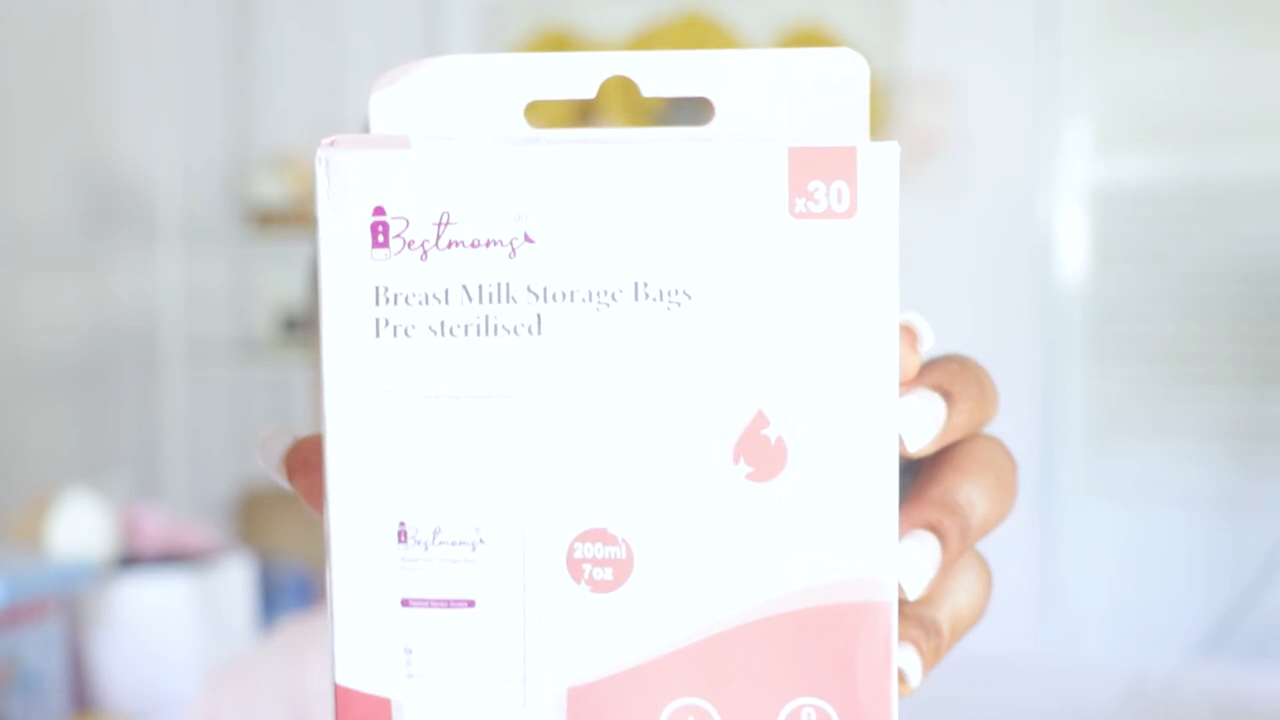 x30
Bestmoms
Breast Milk Storage Bags
Pre-sterilised
Bestmoms
200ml
7oz